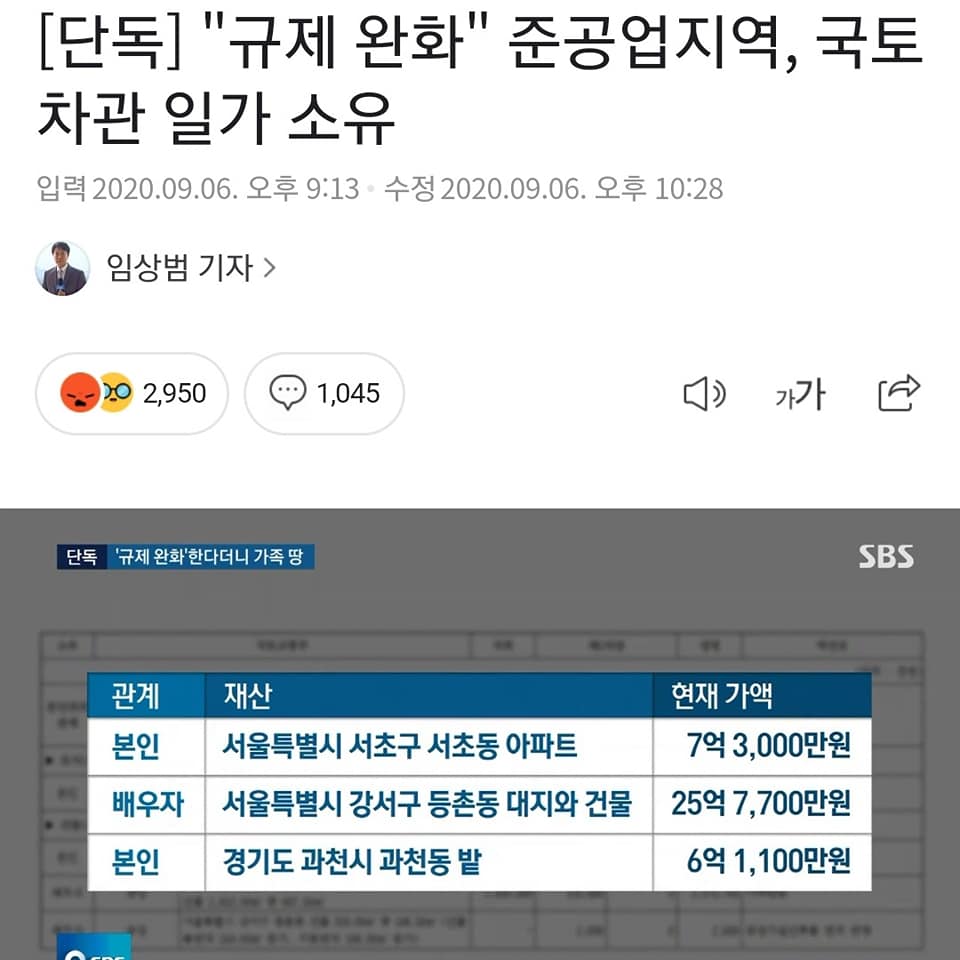 [단독] "규제 완화" 준공업지역, 국토
차관 일가 소유
입력 2020.09.06. 오후 9:13 · 수정 2020.09.06. 오후 10:28
임상범 기자 >
2,950 1,045 가가
단독 '규제 완화'한다더니 가족 땅 SBS
관계 재산 현재 가액
본인 서울특별시 서초구 서초동 아파트 7억 3,000만원
배우자 서울특별시 강서구 등촌동 대지와 건물 25억 7,700만원
본인 경기도 과천시 과천동 밭 6억 1,100만원